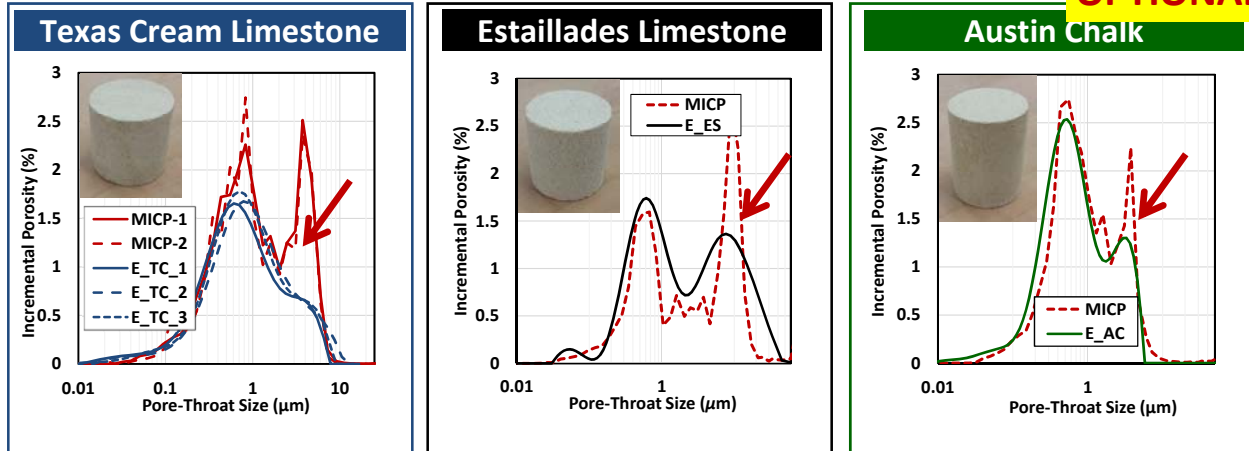 OPTIONAL
Texas Cream Limestone
Incremental Porosity (%)
3
2.5
2
1.5
1
0.5
0
MICP-1
MICP-2
E_TC_1
E_TC_2
E_TC_3
0.01
0.1
1
10
Pore-Throat Size (µm)
Estaillades Limestone
Incremental Porosity (%)
3
2.5
2
1.5
1
0.5
0
MICP
E_ES
0.01
1
Pore-Throat Size (µm)
Austin Chalk
Incremental Porosity (%)
3
2.5
2
1.5
1
0.5
0
MICP
E_AC
0.01
1
Pore-Throat Size (µm)